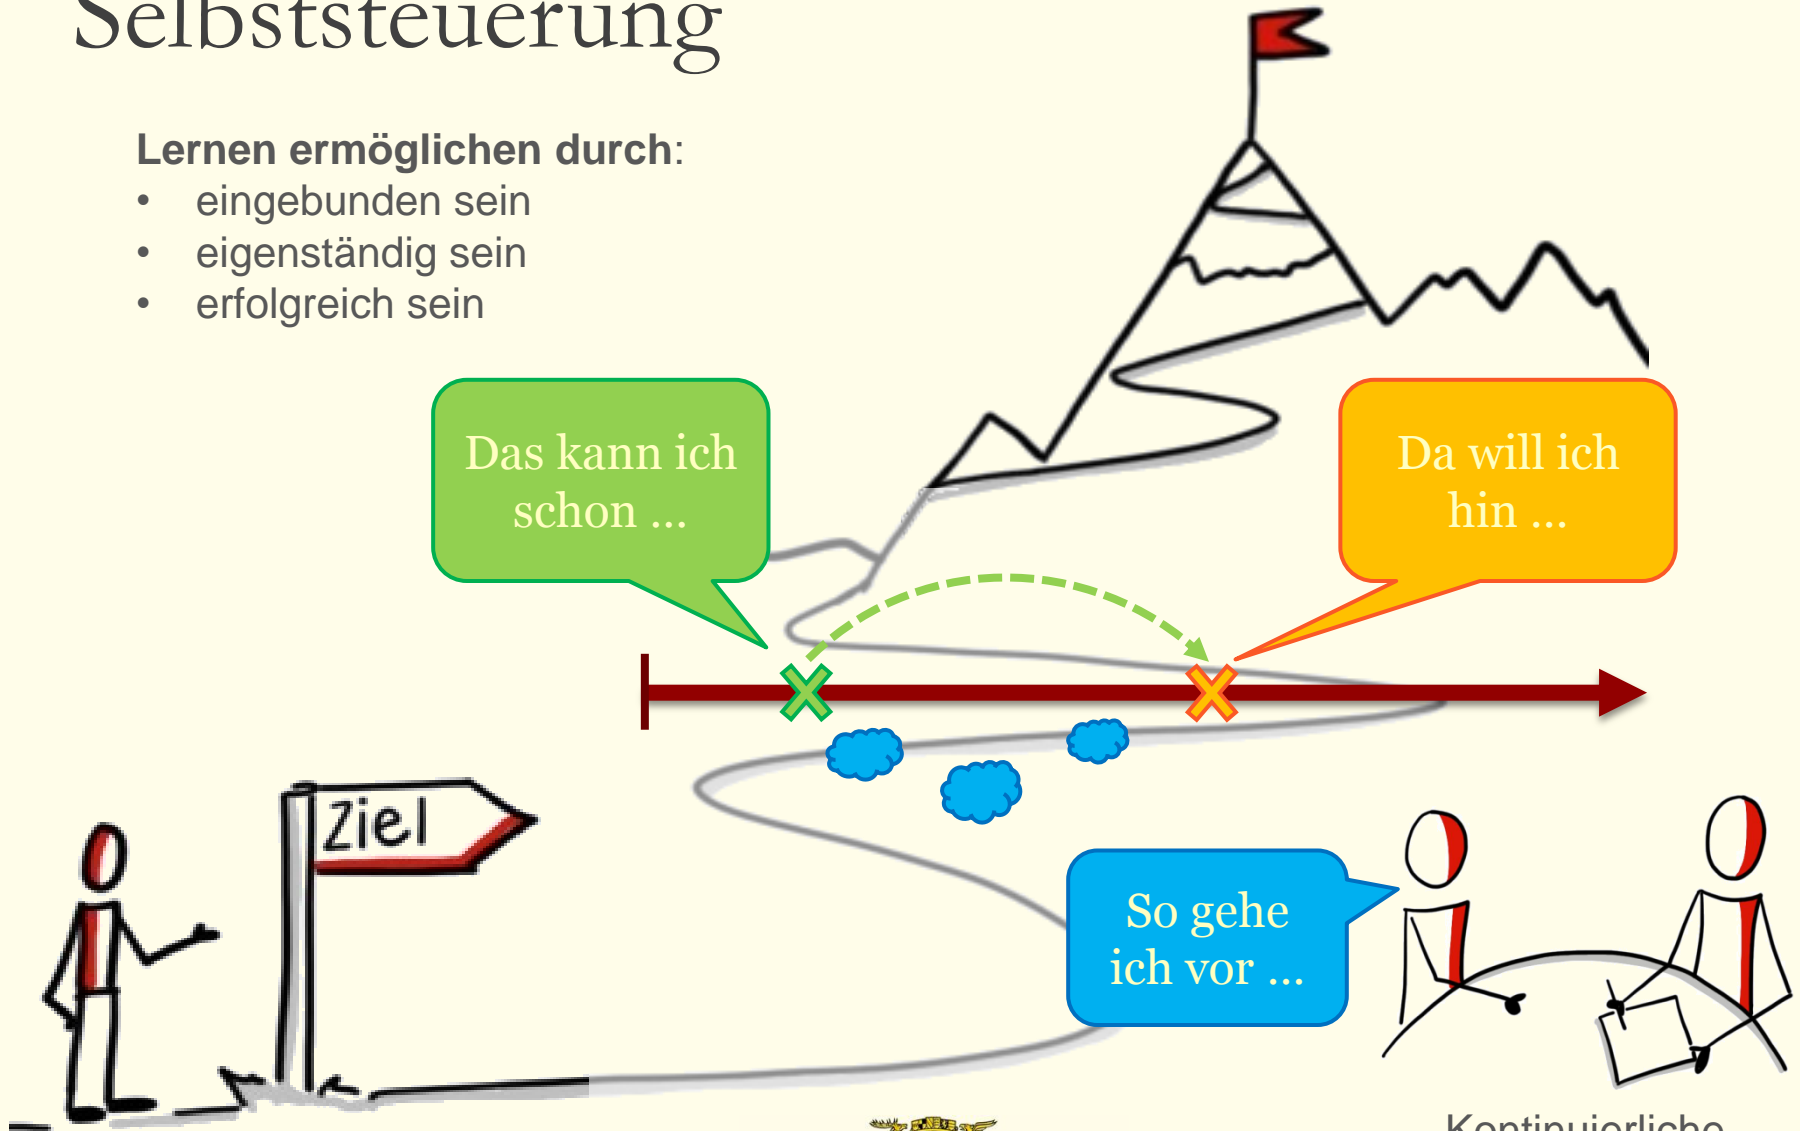 Selbststeuerung
Lernen ermöglichen durch:
• eingebunden sein
• eigenständig sein
• erfolgreich sein
Das kann ich
schon ...
Da will ich
hin ...
Ziel
So gehe
ich vor ...
Kontinuierliche